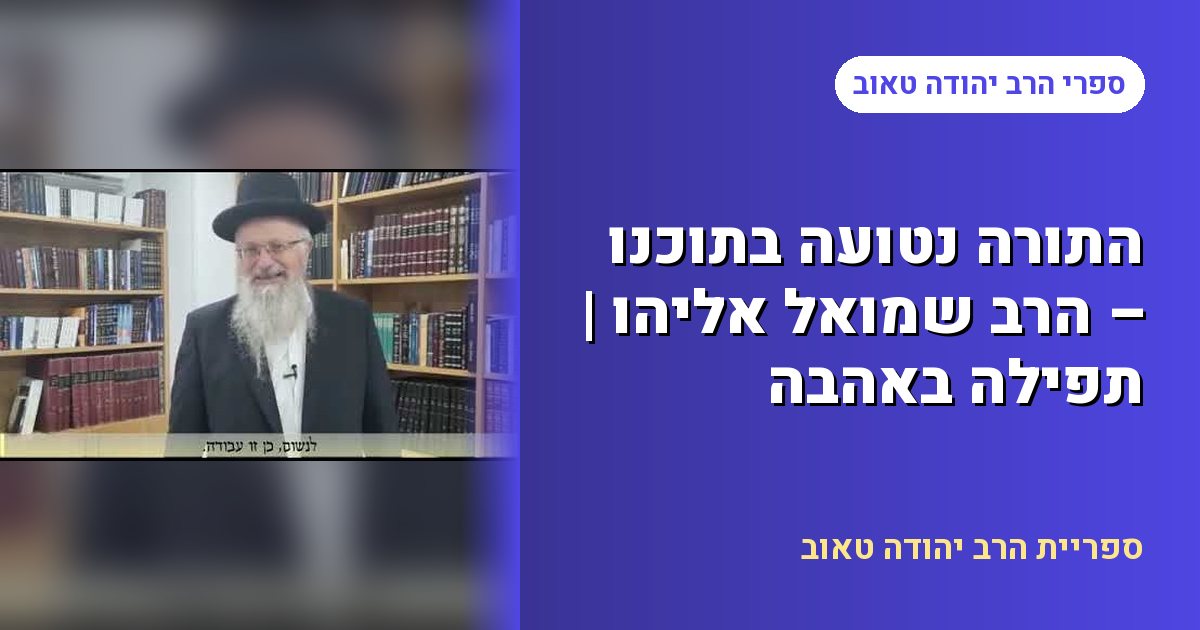 ספרי הרב יהודה טאוב
התורה נטועה בתוכנו
– הרב שמואל אליהו |
תפילה באהבה
ספריית הרב יהודה טאוב
לנשום, כן זו עבודה.